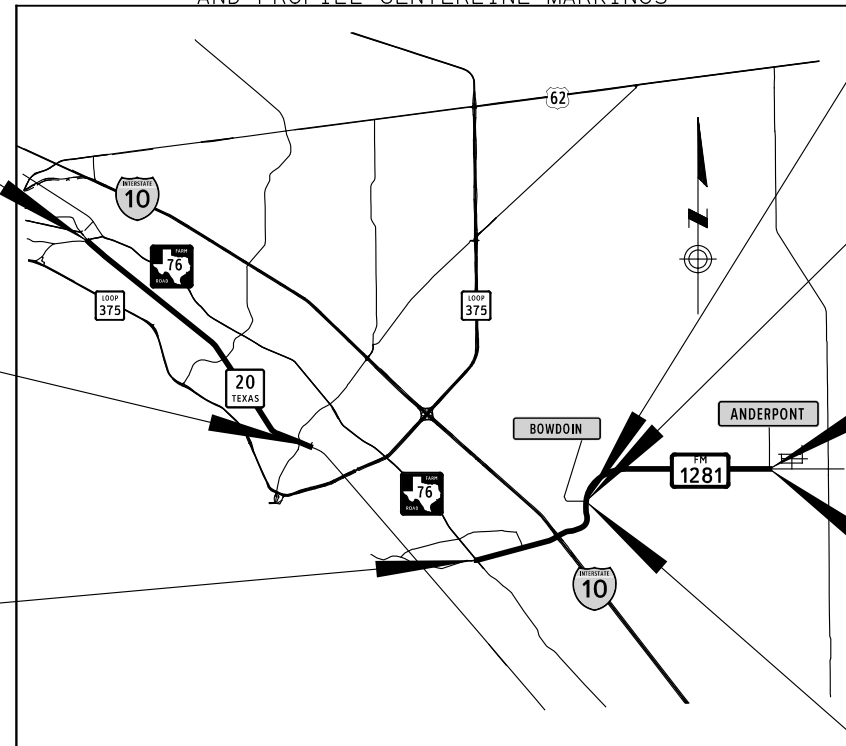 AND PROFILE CENTERLINE MARKINGS
62
INTERSTATE
10
FARM
76
ROAD
LOOP
375
LOOP
375
20
TEXAS
N
BOWDOIN
ANDERPONT
FM
1281
FARM
76
ROAD
INTERSTATE
10